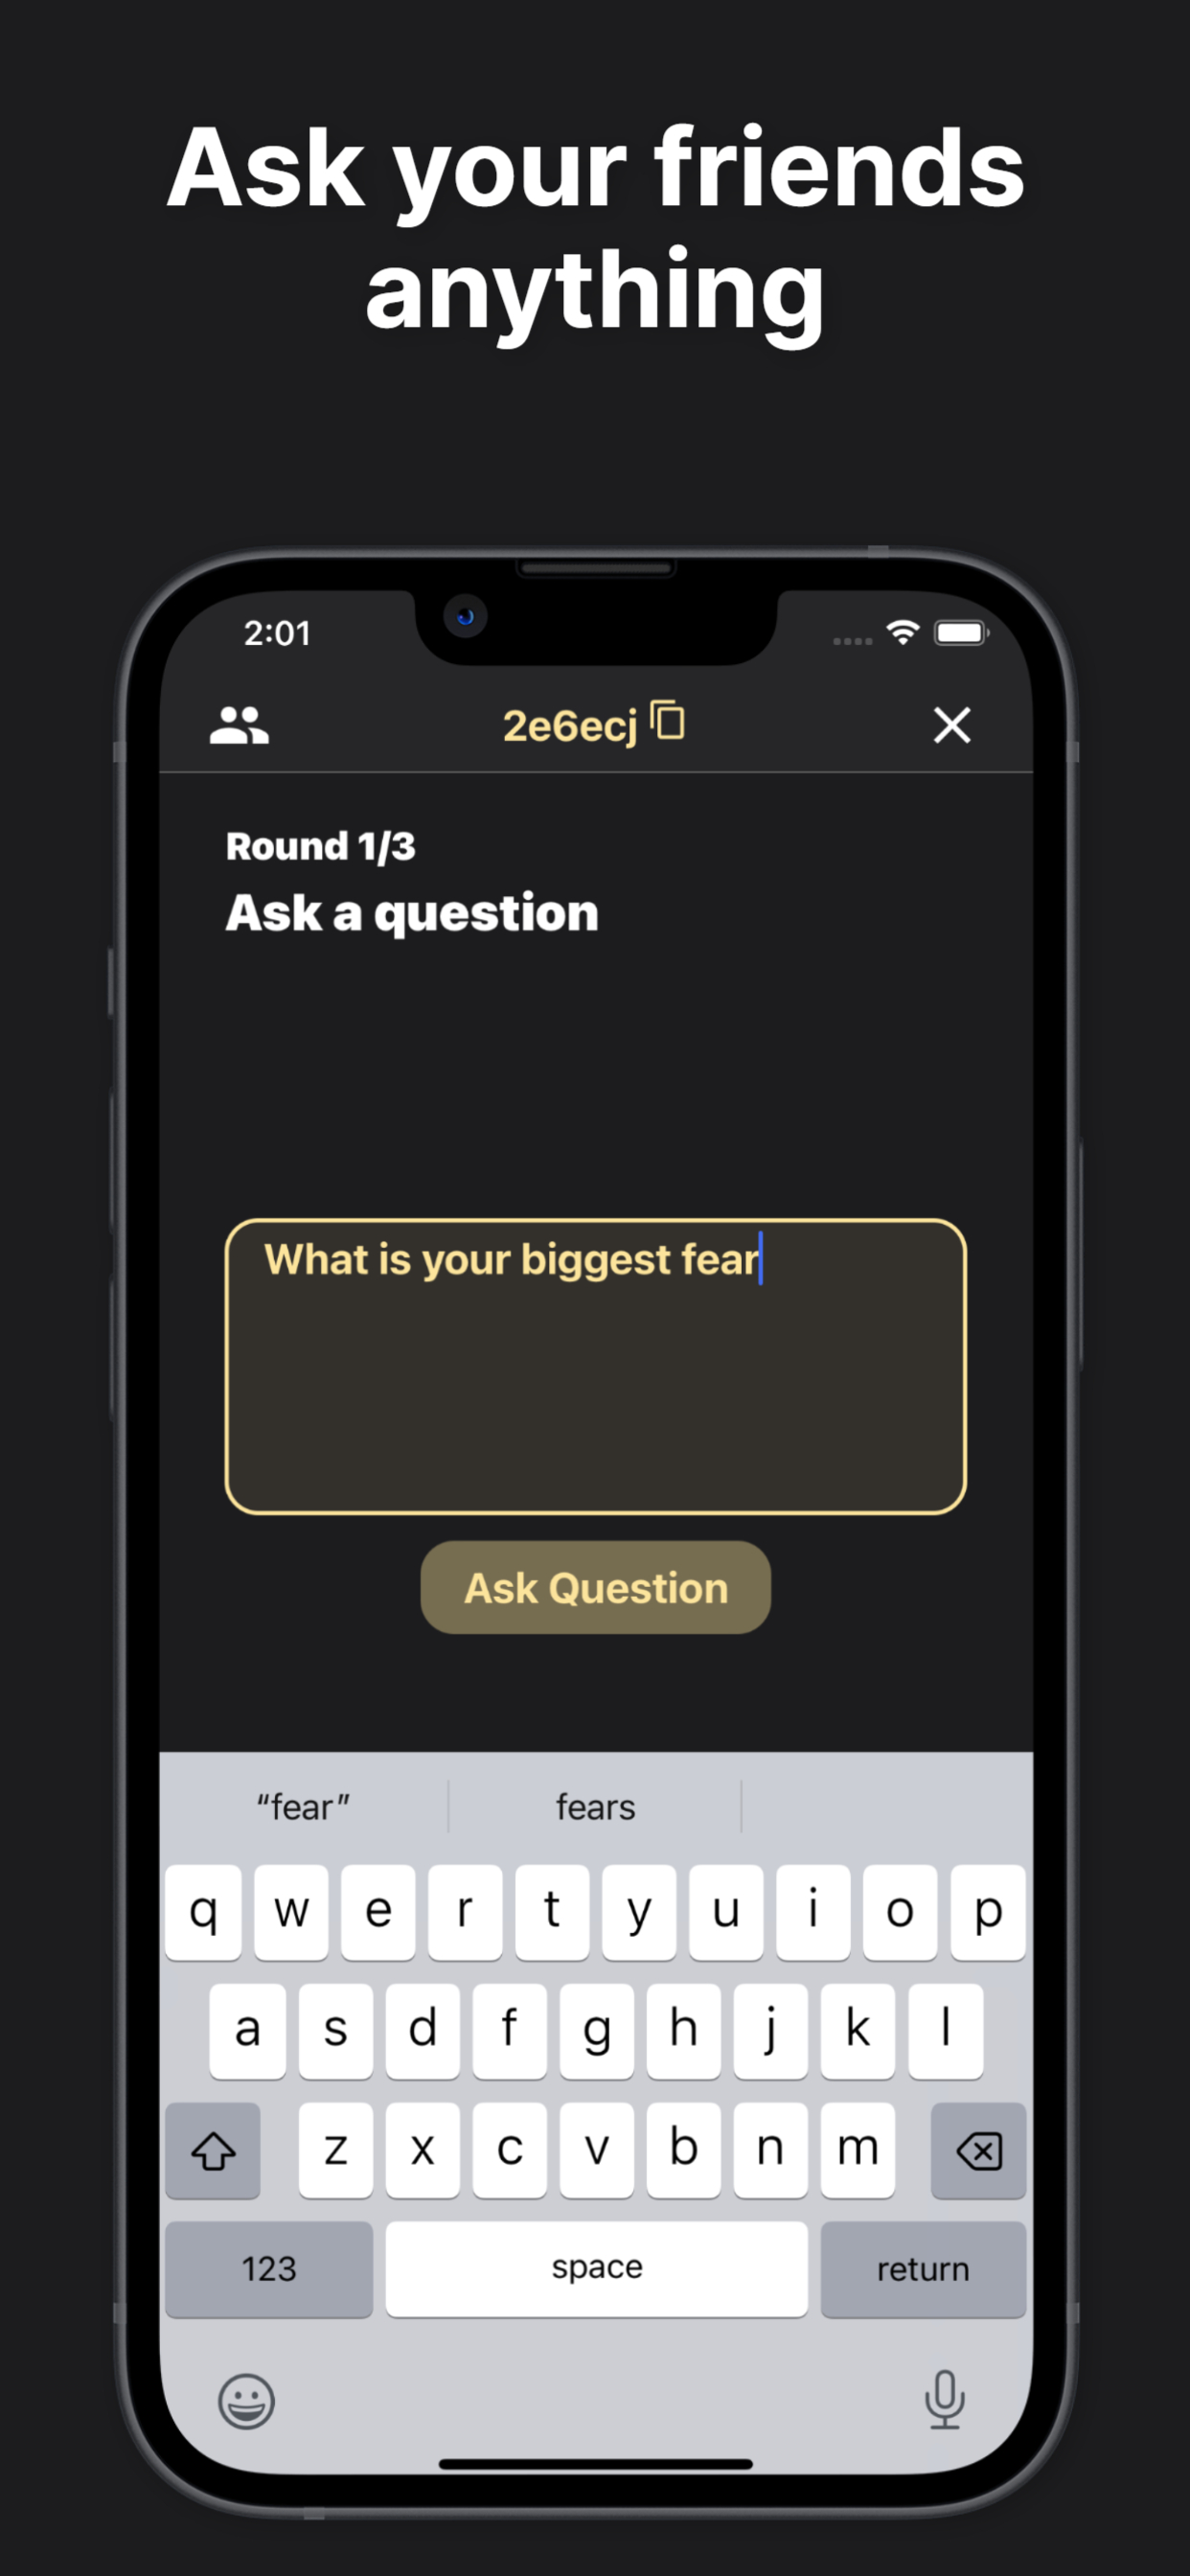 Ask your friends
anything
2:01
2e6ecj
Round 1/3
Ask a question
What is your biggest fear
Ask Question
“fear” fears
q w e r t y u i o p
a s d f g h j k l
z x c v b n m
123 space return